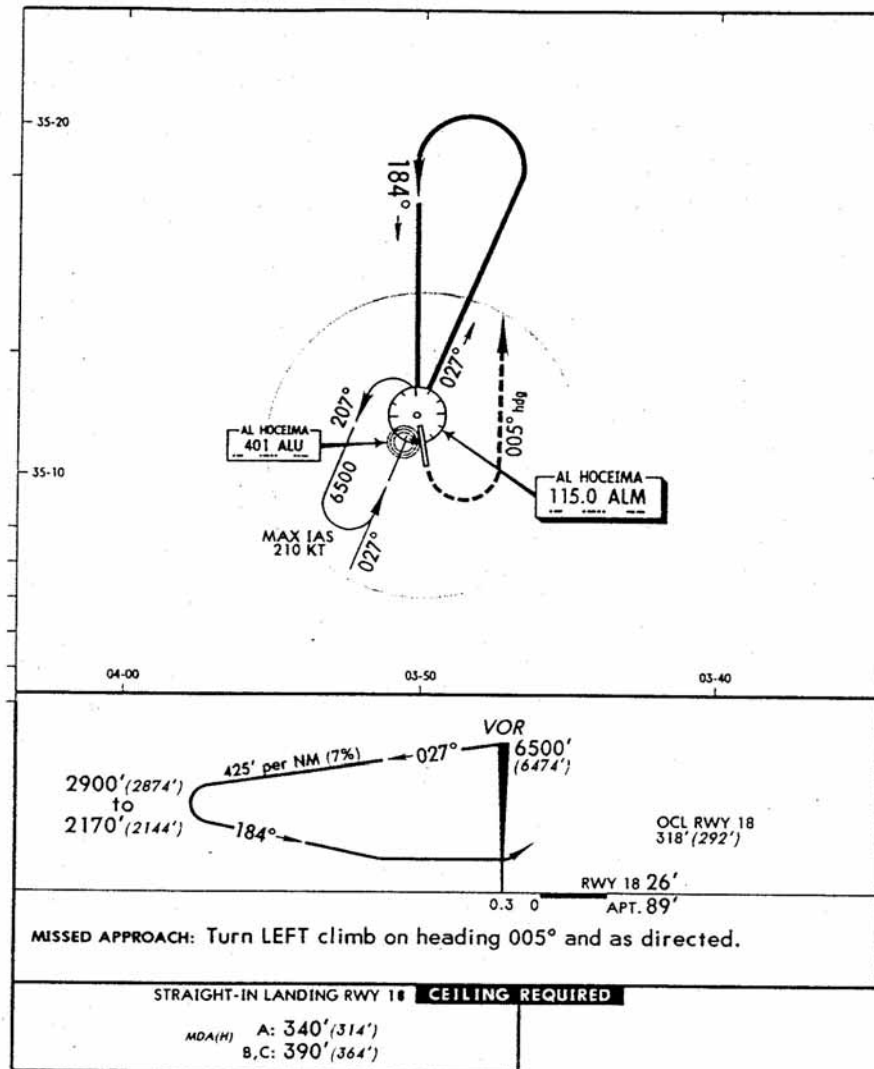 35-20
184°
027°
005° hdg
207°
AL HOCEIMA
401 ALU
6500
35-10
AL HOCEIMA
115.0 ALM
MAX IAS
210 KT
027°
04-00 03-50 03-40
VOR
425' per NM (7%) 027° 6500'
(6474')
2900'(2874')
to
2170'(2144')
184°
OCL RWY 18
318'(292')
RWY 18 26'
0.3 0 APT. 89'
MISSED APPROACH: Turn LEFT climb on heading 005° and as directed.
STRAIGHT-IN LANDING RWY 18 CEILING REQUIRED
MDA(H) A: 340'(314')
B,C: 390'(364')